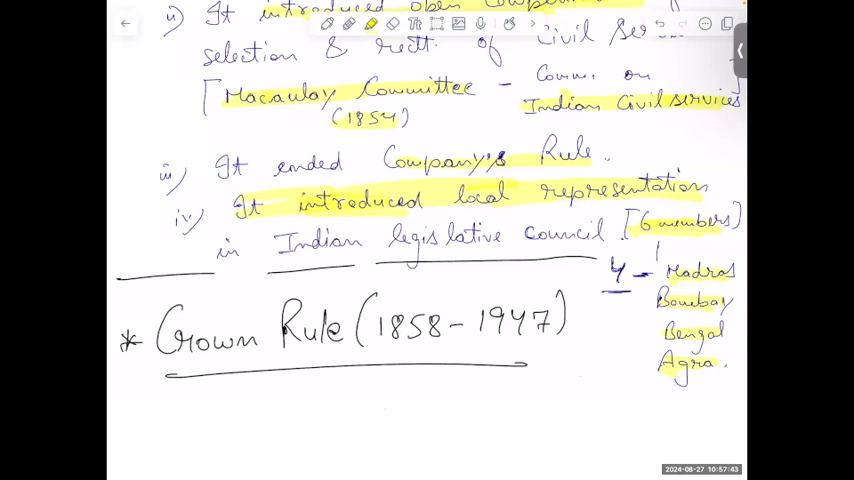 ii) It introduced open
selection & rectt. of Civil
[Macaulay Committee - Comm. on
(1854) Indian Civil services]
iii) It ended Company's Rule.
iv) It introduced local representation
in Indian legislative council. [6 members]
4 - Madras
Bombay
Bengal
Agra.
* Crown Rule (1858-1947)
2024-08-27 10:57:43